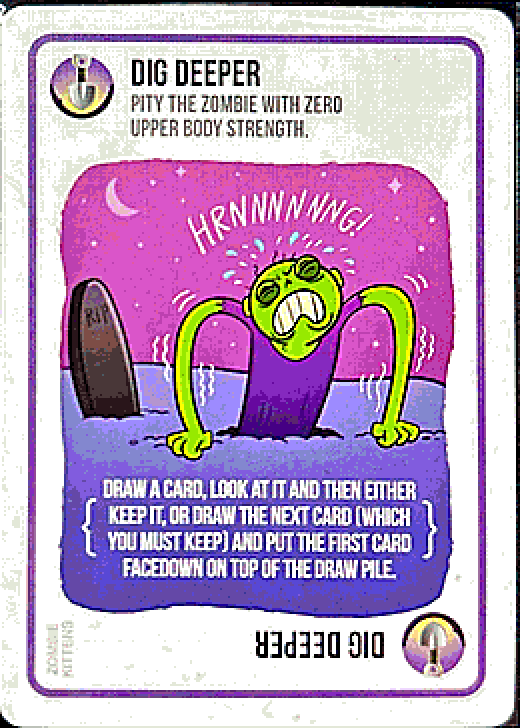 DIG DEEPER
PITY THE ZOMBIE WITH ZERO
UPPER BODY STRENGTH.
HRNNNNNNG!
RIP
DRAW A CARD, LOOK AT IT AND THEN EITHER
KEEP IT, OR DRAW THE NEXT CARD (WHICH
YOU MUST KEEP) AND PUT THE FIRST CARD
FACEDOWN ON TOP OF THE DRAW PILE.
DIG DEEPER
ZOMBIE
KITTENS